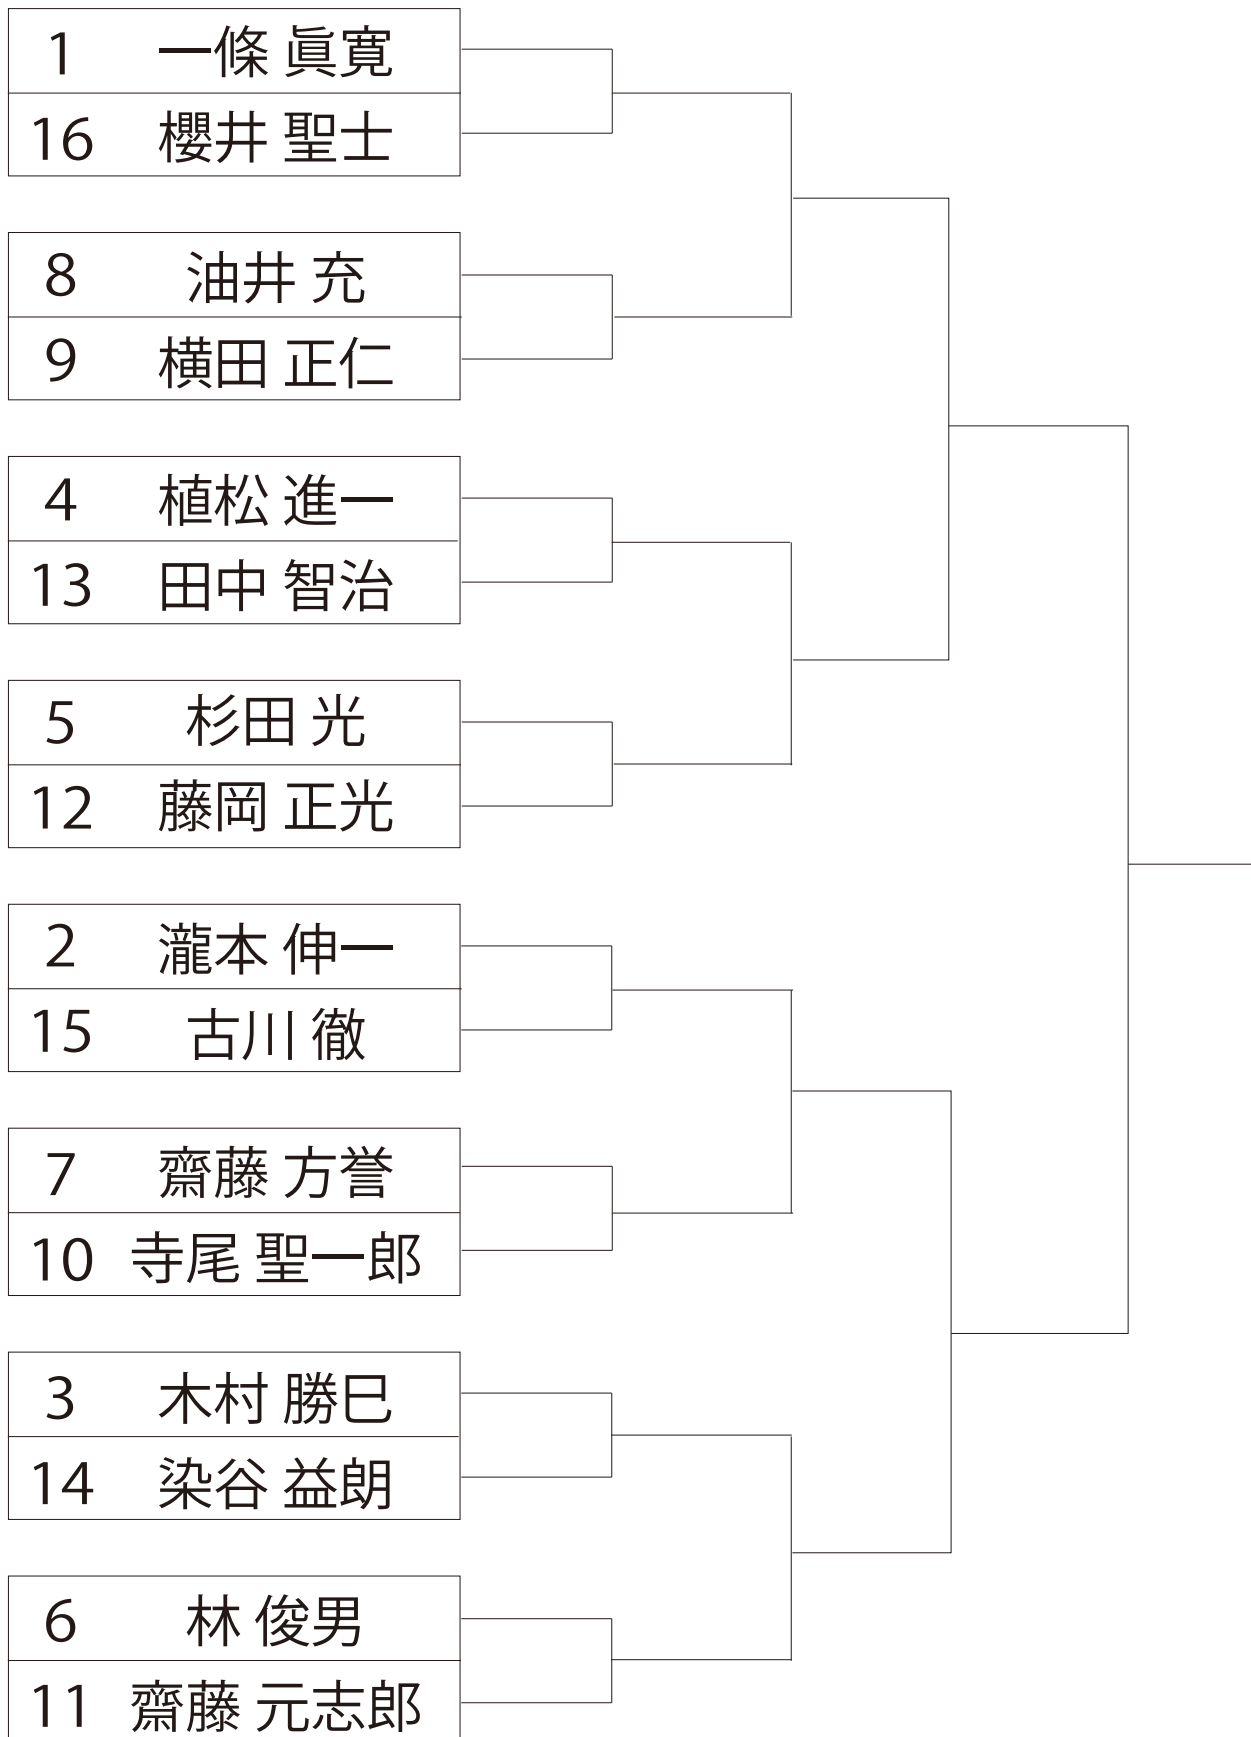 1 一條 眞寛
16 櫻井 聖士
8 油井 充
9 横田 正仁
4 植松 進一
13 田中 智治
5 杉田 光
12 藤岡 正光
2 瀧本 伸一
15 古川 徹
7 齋藤 方誉
10 寺尾 聖一郎
3 木村 勝巳
14 染谷 益朗
6 林 俊男
11 齋藤 元志郎